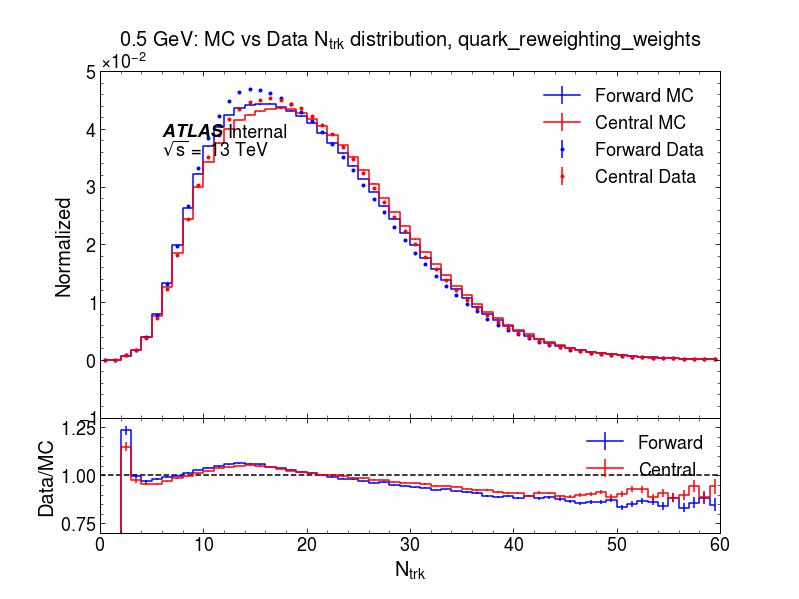 0.5 GeV: MC vs Data N_trk distribution, quark_reweighting_weights
×10⁻²
5
4
3
2
1
0
−1
Normalized
ATLAS Internal
√s = 13 TeV
Forward MC
Central MC
Forward Data
Central Data
1.25
1.00
0.75
Data/MC
Forward
Central
0 10 20 30 40 50 60
N_trk